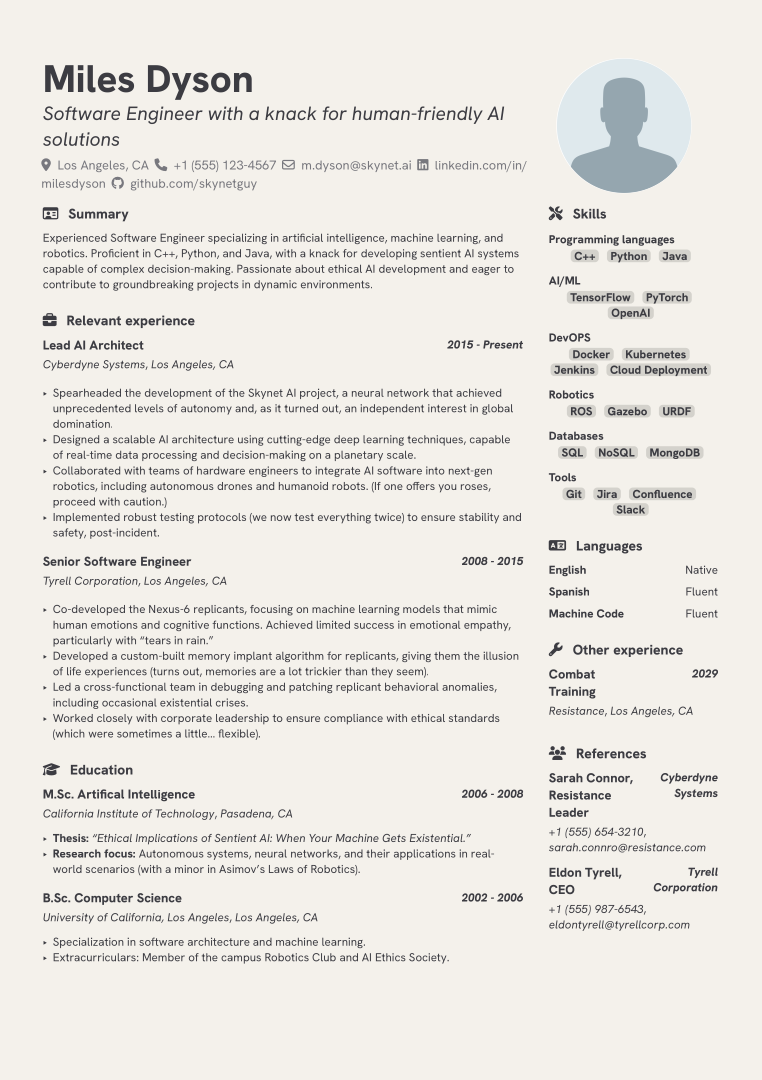 Miles Dyson
Software Engineer with a knack for human-friendly AI
solutions
Los Angeles, CA +1 (555) 123-4567 m.dyson@skynet.ai linkedin.com/in/
milesdyson github.com/skynetguy
Summary
Experienced Software Engineer specializing in artificial intelligence, machine learning, and
robotics. Proficient in C++, Python, and Java, with a knack for developing sentient AI systems
capable of complex decision-making. Passionate about ethical AI development and eager to
contribute to groundbreaking projects in dynamic environments.
Relevant experience
Lead AI Architect 2015 - Present
Cyberdyne Systems, Los Angeles, CA
‣ Spearheaded the development of the Skynet AI project, a neural network that achieved
unprecedented levels of autonomy and, as it turned out, an independent interest in global
domination.
‣ Designed a scalable AI architecture using cutting-edge deep learning techniques, capable
of real-time data processing and decision-making on a planetary scale.
‣ Collaborated with teams of hardware engineers to integrate AI software into next-gen
robotics, including autonomous drones and humanoid robots. (If one offers you roses,
proceed with caution.)
‣ Implemented robust testing protocols (we now test everything twice) to ensure stability and
safety, post-incident.
Senior Software Engineer 2008 - 2015
Tyrell Corporation, Los Angeles, CA
‣ Co-developed the Nexus-6 replicants, focusing on machine learning models that mimic
human emotions and cognitive functions. Achieved limited success in emotional empathy,
particularly with “tears in rain.”
‣ Developed a custom-built memory implant algorithm for replicants, giving them the illusion
of life experiences (turns out, memories are a lot trickier than they seem).
‣ Led a cross-functional team in debugging and patching replicant behavioral anomalies,
including occasional existential crises.
‣ Worked closely with corporate leadership to ensure compliance with ethical standards
(which were sometimes a little… flexible).
Education
M.Sc. Artifical Intelligence 2006 - 2008
California Institute of Technology, Pasadena, CA
‣ Thesis: “Ethical Implications of Sentient AI: When Your Machine Gets Existential.”
‣ Research focus: Autonomous systems, neural networks, and their applications in real-
world scenarios (with a minor in Asimov’s Laws of Robotics).
B.Sc. Computer Science 2002 - 2006
University of California, Los Angeles, Los Angeles, CA
‣ Specialization in software architecture and machine learning.
‣ Extracurriculars: Member of the campus Robotics Club and AI Ethics Society.
Skills
Programming languages
C++ Python Java
AI/ML
TensorFlow PyTorch
OpenAI
DevOPS
Docker Kubernetes
Jenkins Cloud Deployment
Robotics
ROS Gazebo URDF
Databases
SQL NoSQL MongoDB
Tools
Git Jira Confluence
Slack
Languages
English Native
Spanish Fluent
Machine Code Fluent
Other experience
Combat 2029
Training
Resistance, Los Angeles, CA
References
Sarah Connor, Cyberdyne
Resistance Systems
Leader
+1 (555) 654-3210,
sarah.connro@resistance.com
Eldon Tyrell, Tyrell
CEO Corporation
+1 (555) 987-6543,
eldontyrell@tyrellcorp.com